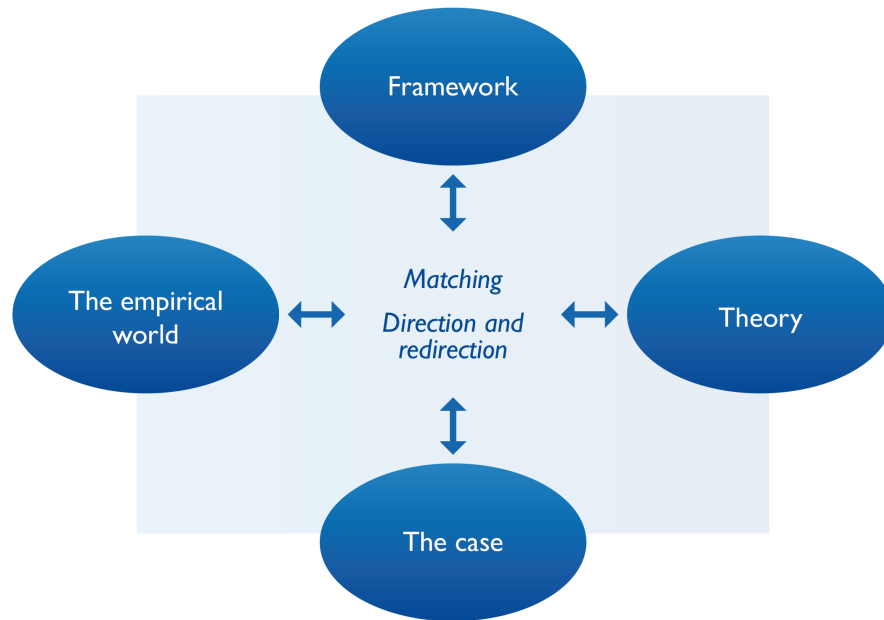 Framework
Matching
Direction and
redirection
The empirical
world
Theory
The case